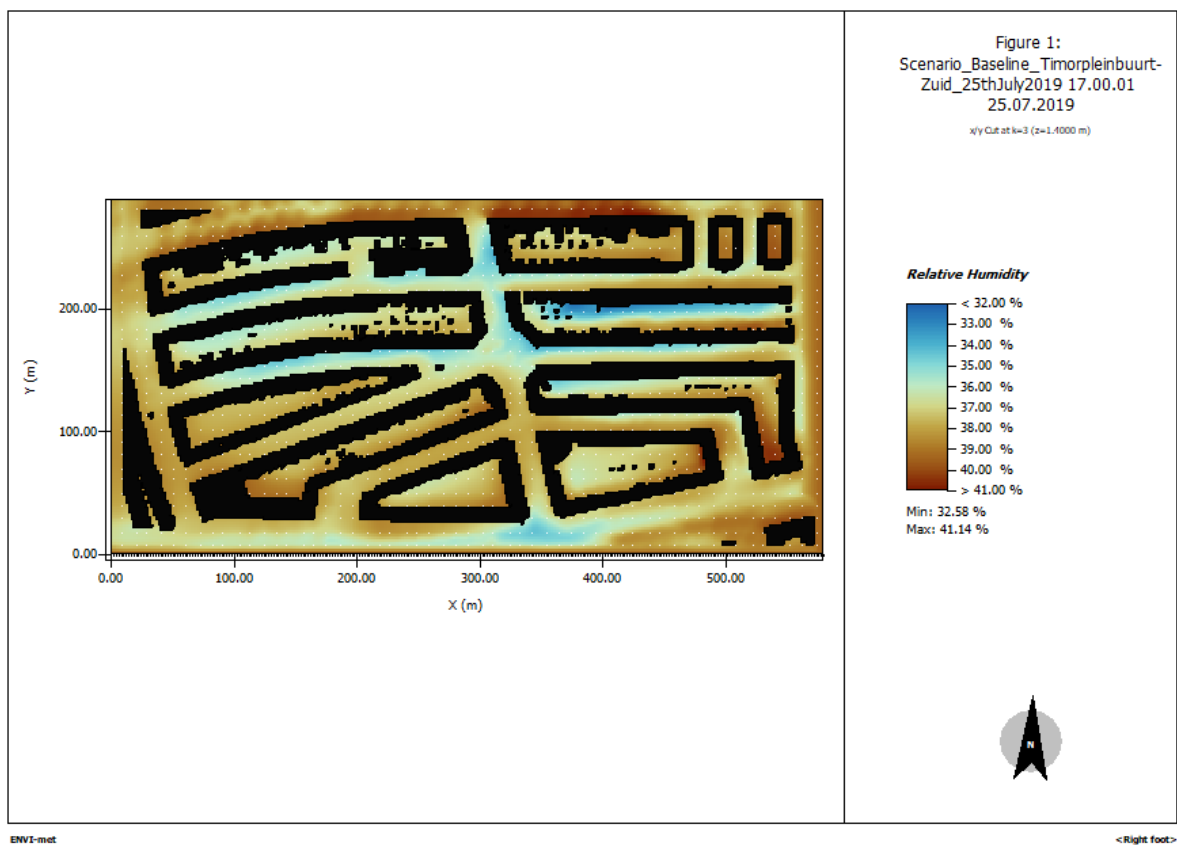 Figure 1:
Scenario_Baseline_Timorpleinbuurt-
Zuid_25thJuly2019 17.00.01
25.07.2019
x/y Cut at k=3 (z=1.4000 m)
Y (m)
200.00
100.00
0.00
0.00 100.00 200.00 300.00 400.00 500.00
X (m)
Relative Humidity
< 32.00 %
33.00 %
34.00 %
35.00 %
36.00 %
37.00 %
38.00 %
39.00 %
40.00 %
> 41.00 %
Min: 32.58 %
Max: 41.14 %
N
ENVI-met
<Right foot>